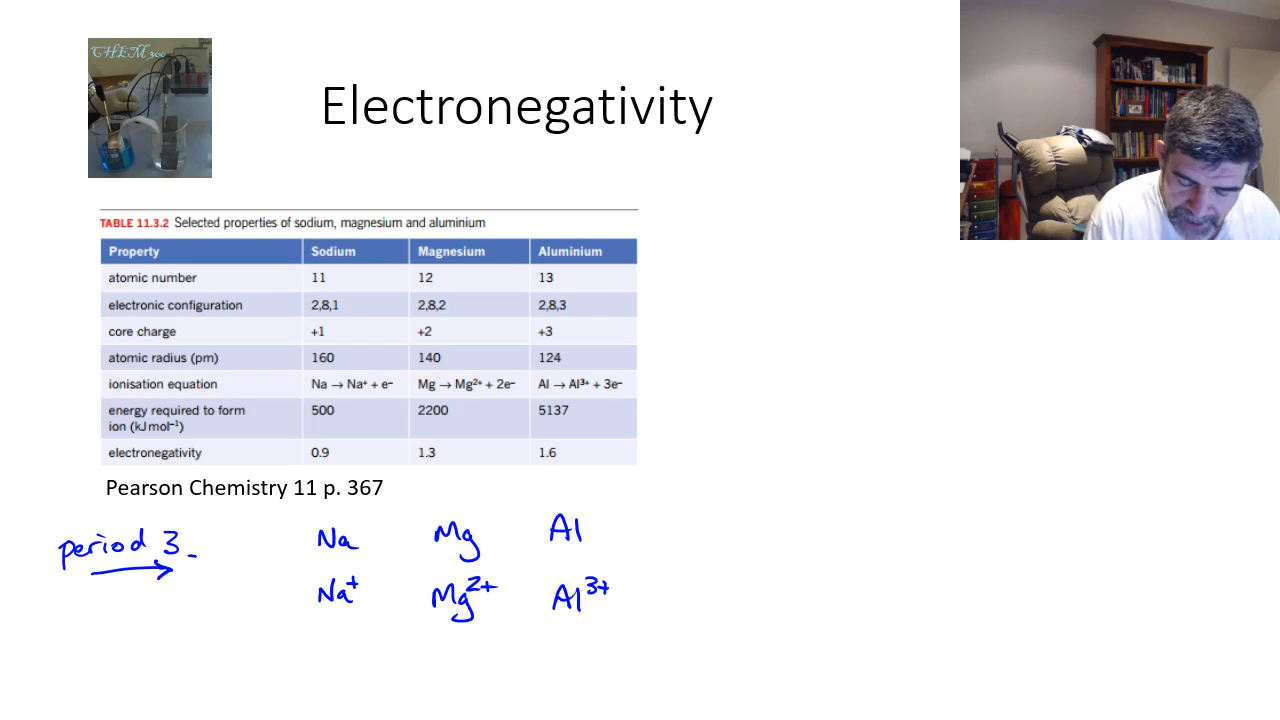 CHEM 300
Electronegativity
TABLE 11.3.2 Selected properties of sodium, magnesium and aluminium
Property Sodium Magnesium Aluminium
atomic number 11 12 13
electronic configuration 2,8,1 2,8,2 2,8,3
core charge +1 +2 +3
atomic radius (pm) 160 140 124
ionisation equation Na → Na⁺ + e⁻ Mg → Mg²⁺ + 2e⁻ Al → Al³⁺ + 3e⁻
energy required to form ion (kJ mol⁻¹) 500 2200 5137
electronegativity 0.9 1.3 1.6
Pearson Chemistry 11 p. 367
period 3 Na Mg Al
Na⁺ Mg²⁺ Al³⁺